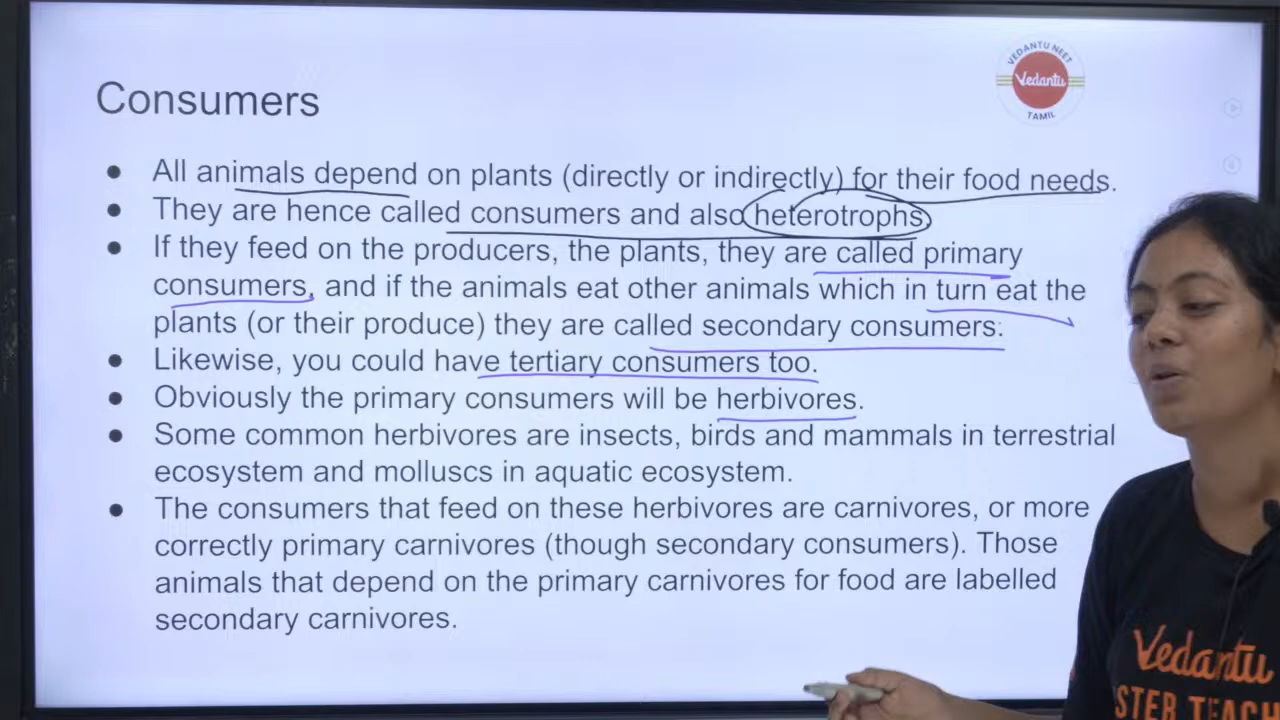 VEDANTU NEET
Vedantu
TAMIL
Consumers
● All animals depend on plants (directly or indirectly) for their food needs.
● They are hence called consumers and also heterotrophs
● If they feed on the producers, the plants, they are called primary
consumers, and if the animals eat other animals which in turn eat the
plants (or their produce) they are called secondary consumers.
● Likewise, you could have tertiary consumers too.
● Obviously the primary consumers will be herbivores.
● Some common herbivores are insects, birds and mammals in terrestrial
ecosystem and molluscs in aquatic ecosystem.
● The consumers that feed on these herbivores are carnivores, or more
correctly primary carnivores (though secondary consumers). Those
animals that depend on the primary carnivores for food are labelled
secondary carnivores.
Vedantu
STER TEACH